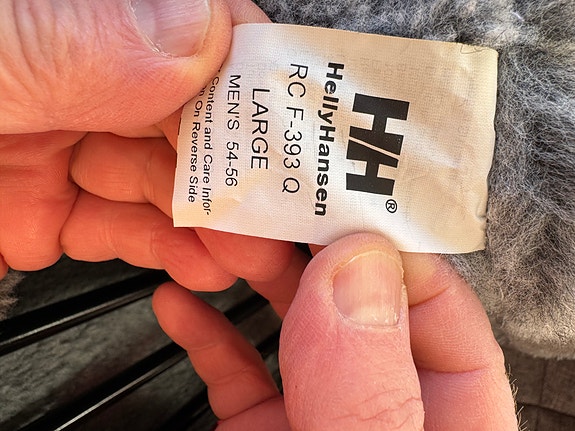 HH®
HellyHansen
RC F-393 Q
LARGE
MEN'S 54-56
Content and Care Infor-
On Reverse Side